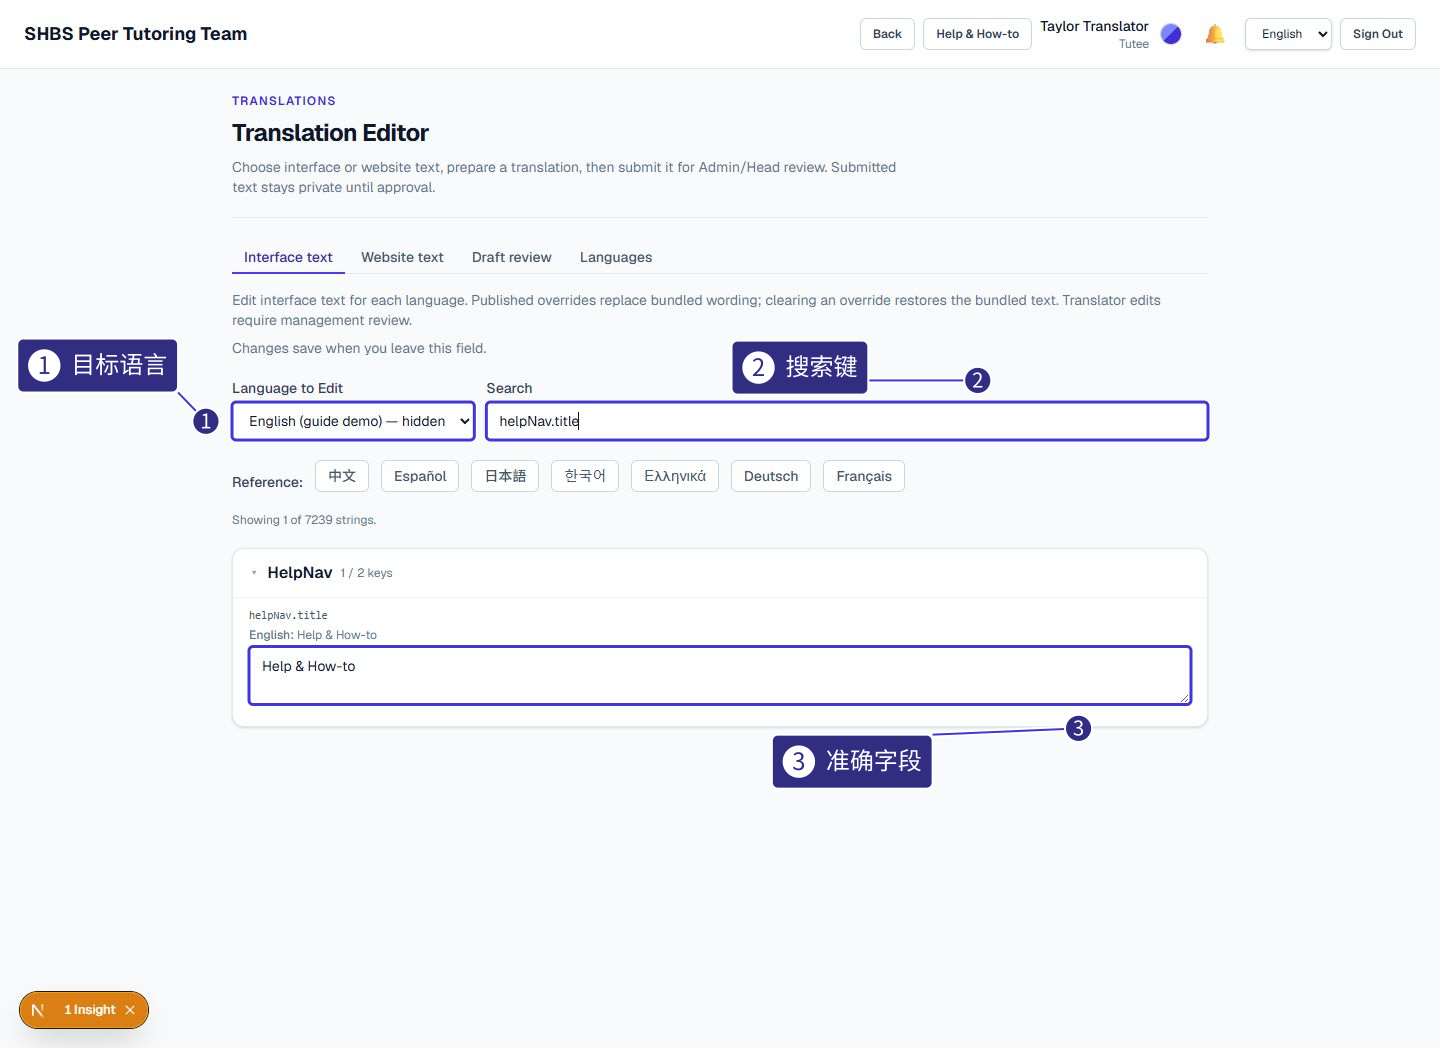 SHBS Peer Tutoring Team
Back
Help & How-to
Taylor Translator
Tutee
English
Sign Out
TRANSLATIONS
Translation Editor
Choose interface or website text, prepare a translation, then submit it for Admin/Head review. Submitted
text stays private until approval.
Interface text
Website text
Draft review
Languages
Edit interface text for each language. Published overrides replace bundled wording; clearing an override restores the bundled text. Translator edits
require management review.
Changes save when you leave this field.
1 目标语言
2 搜索键
2
Language to Edit
Search
1
English (guide demo) — hidden
helpNav.title
Reference:
中文
Español
日本語
한국어
Ελληνικά
Deutsch
Français
Showing 1 of 7239 strings.
HelpNav 1 / 2 keys
helpNav.title
English: Help & How-to
Help & How-to
3
3 准确字段
N 1 Insight